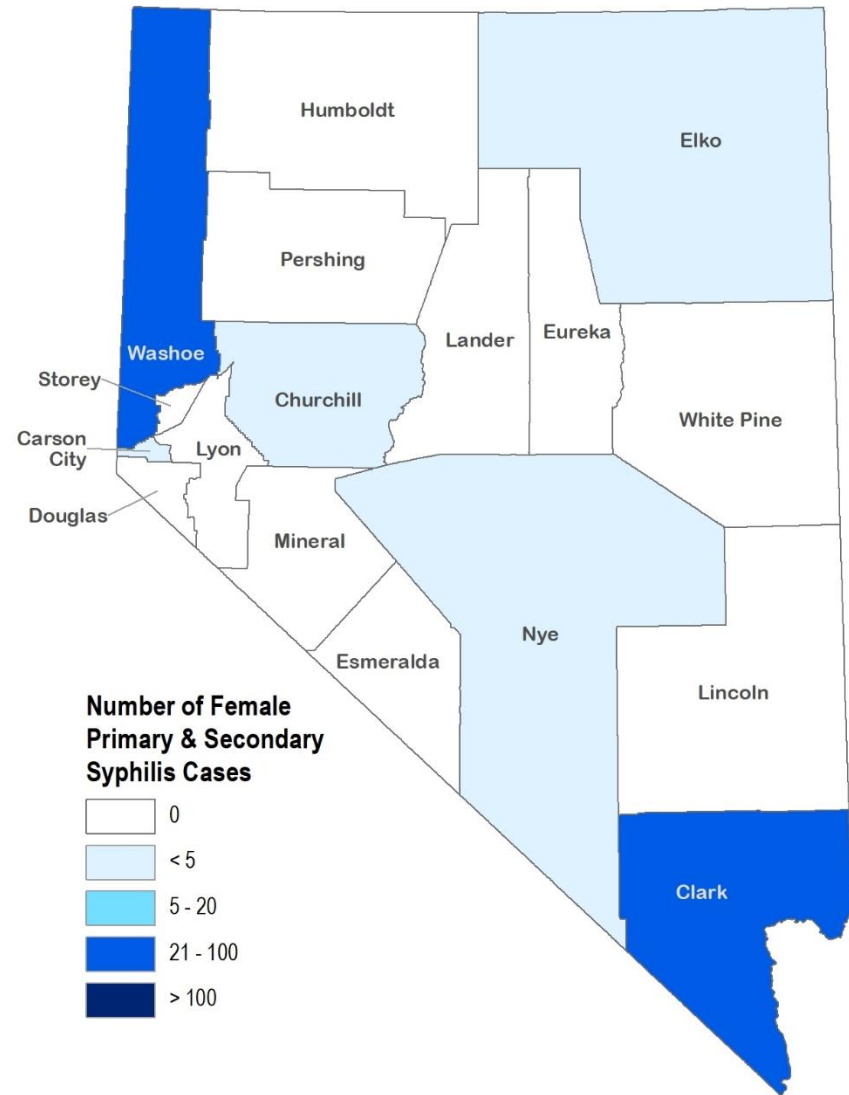 Humboldt
Elko
Pershing
Lander
Eureka
Washoe
Storey
Churchill
White Pine
Carson
City
Lyon
Douglas
Mineral
Nye
Esmeralda
Lincoln
Clark
Number of Female
Primary & Secondary
Syphilis Cases
0
< 5
5 - 20
21 - 100
> 100